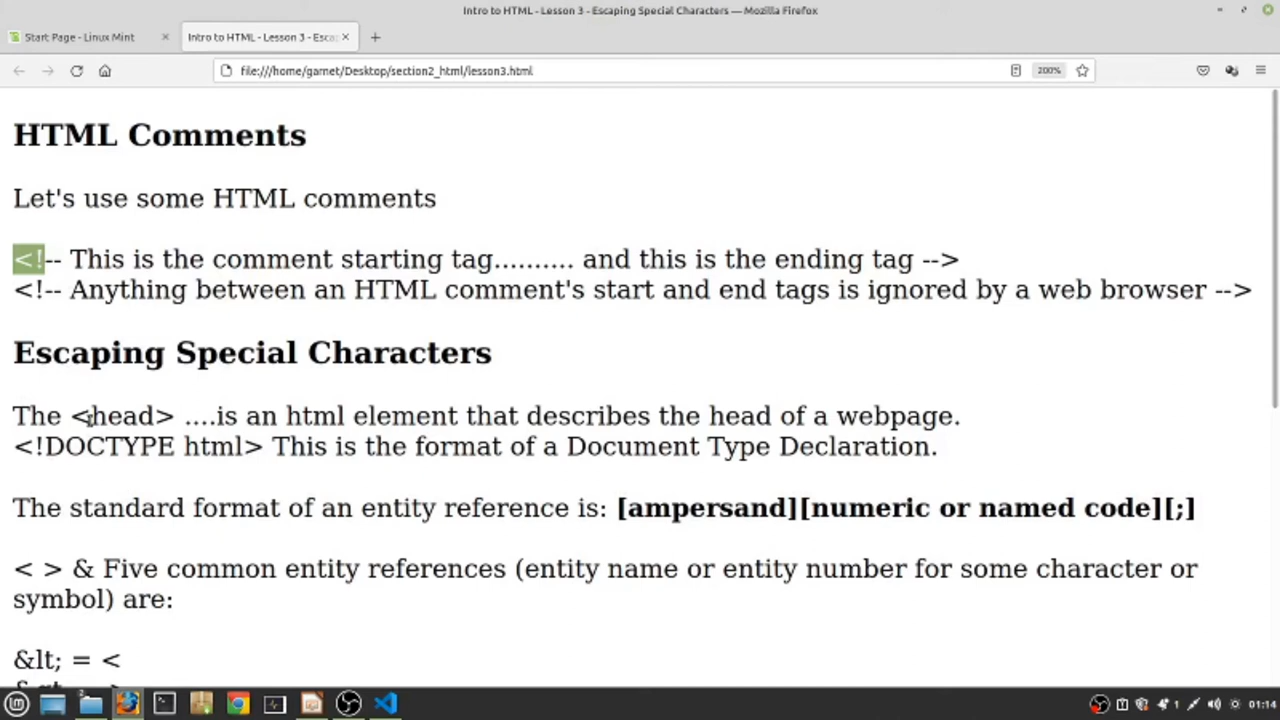 Intro to HTML - Lesson 3 - Escaping Special Characters — Mozilla Firefox
Start Page - Linux Mint
Intro to HTML - Lesson 3 - Esca
file:///home/garnet/Desktop/section2_html/lesson3.html
200%
HTML Comments
Let's use some HTML comments
<!-- This is the comment starting tag.......... and this is the ending tag -->
<!-- Anything between an HTML comment's start and end tags is ignored by a web browser -->
Escaping Special Characters
The <head> ....is an html element that describes the head of a webpage.
<!DOCTYPE html> This is the format of a Document Type Declaration.
The standard format of an entity reference is: [ampersand][numeric or named code][;]
< > & Five common entity references (entity name or entity number for some character or
symbol) are:
&lt; = <
2
1
01:14